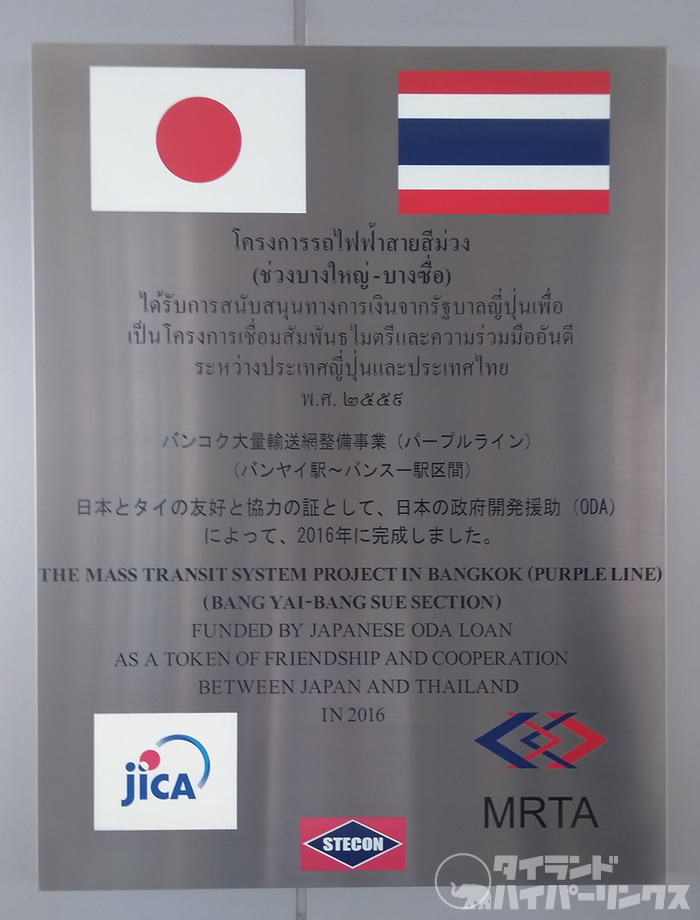 โครงการรถไฟฟ้าสายสีม่วง
(ช่วงบางใหญ่ - บางซื่อ)
ได้รับการสนับสนุนทางการเงินจากรัฐบาลญี่ปุ่นเพื่อ
เป็นโครงการเชื่อมสัมพันธไมตรีและความร่วมมืออันดี
ระหว่างประเทศญี่ปุ่นและประเทศไทย
พ.ศ. ๒๕๕๙
バンコク大量輸送網整備事業（パープルライン）
（バンヤイ駅～バンスー駅区間）
日本とタイの友好と協力の証として、日本の政府開発援助（ODA）
によって、2016年に完成しました。
THE MASS TRANSIT SYSTEM PROJECT IN BANGKOK (PURPLE LINE)
(BANG YAI-BANG SUE SECTION)
FUNDED BY JAPANESE ODA LOAN
AS A TOKEN OF FRIENDSHIP AND COOPERATION
BETWEEN JAPAN AND THAILAND
IN 2016
jICA
MRTA
STECON
タイランド
ハイパーリンクス